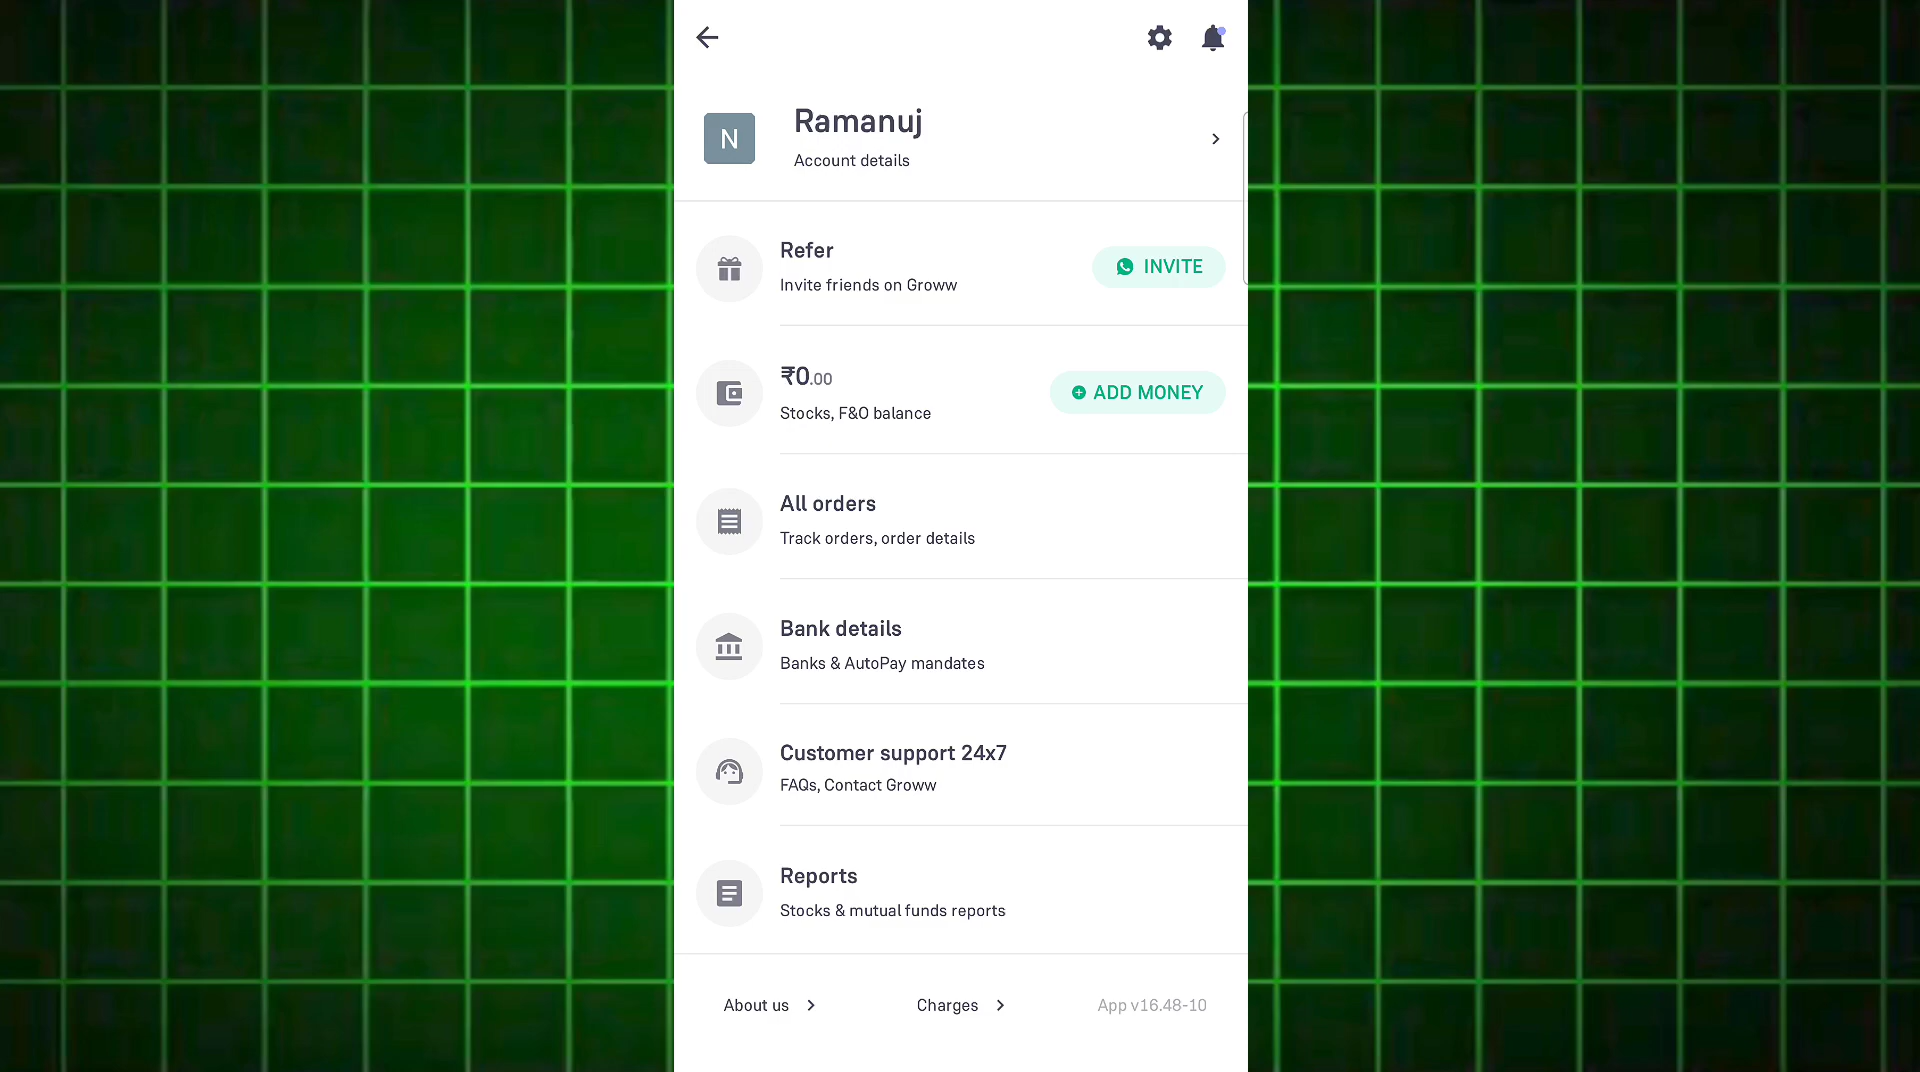 Ramanuj
N
Account details
Refer
Invite friends on Groww
INVITE
₹0.00
Stocks, F&O balance
ADD MONEY
All orders
Track orders, order details
Bank details
Banks & AutoPay mandates
Customer support 24x7
FAQs, Contact Groww
Reports
Stocks & mutual funds reports
About us
Charges
App v16.48-10